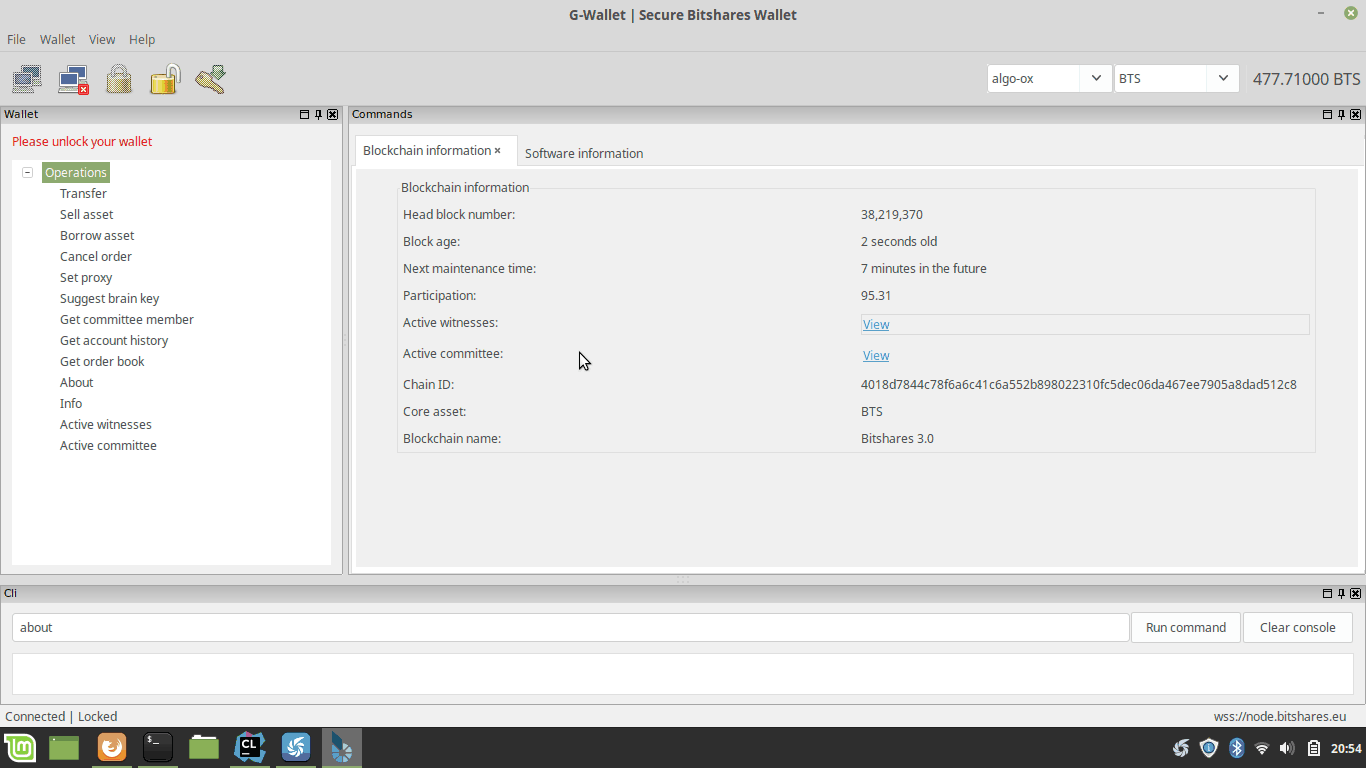 G-Wallet | Secure Bitshares Wallet
File Wallet View Help
algo-ox BTS 477.71000 BTS
Wallet
Please unlock your wallet
Operations
Transfer
Sell asset
Borrow asset
Cancel order
Set proxy
Suggest brain key
Get committee member
Get account history
Get order book
About
Info
Active witnesses
Active committee
Commands
Blockchain information × Software information
Blockchain information
Head block number: 38,219,370
Block age: 2 seconds old
Next maintenance time: 7 minutes in the future
Participation: 95.31
Active witnesses: View
Active committee: View
Chain ID: 4018d7844c78f6a6c41c6a552b898022310fc5dec06da467ee7905a8dad512c8
Core asset: BTS
Blockchain name: Bitshares 3.0
Cli
about Run command Clear console
Connected | Locked wss://node.bitshares.eu
CL 20:54